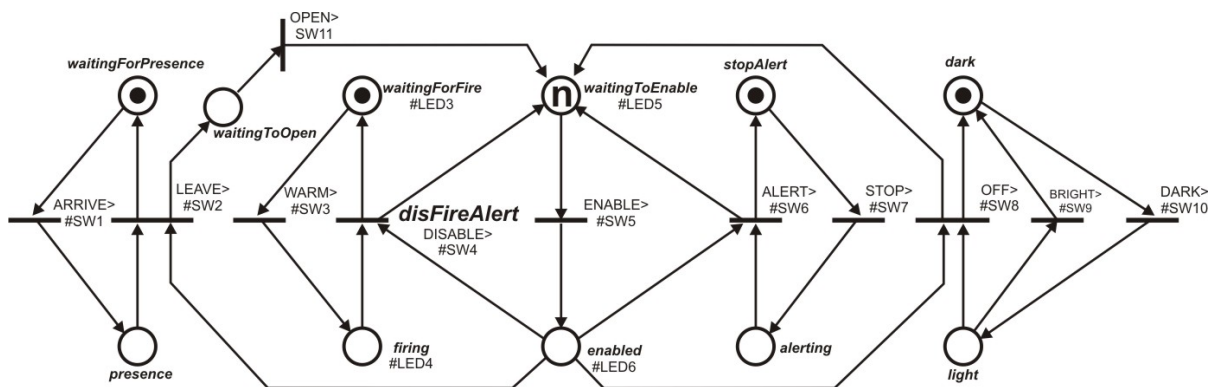 OPEN>
SW11
waitingForPresence
waitingToOpen
waitingForFire
#LED3
n
waitingToEnable
#LED5
stopAlert
dark
ARRIVE>
#SW1
LEAVE>
#SW2
WARM>
#SW3
disFireAlert
DISABLE>
#SW4
ENABLE>
#SW5
ALERT>
#SW6
STOP>
#SW7
OFF>
#SW8
BRIGHT>
#SW9
DARK>
#SW10
presence
firing
#LED4
enabled
#LED6
alerting
light